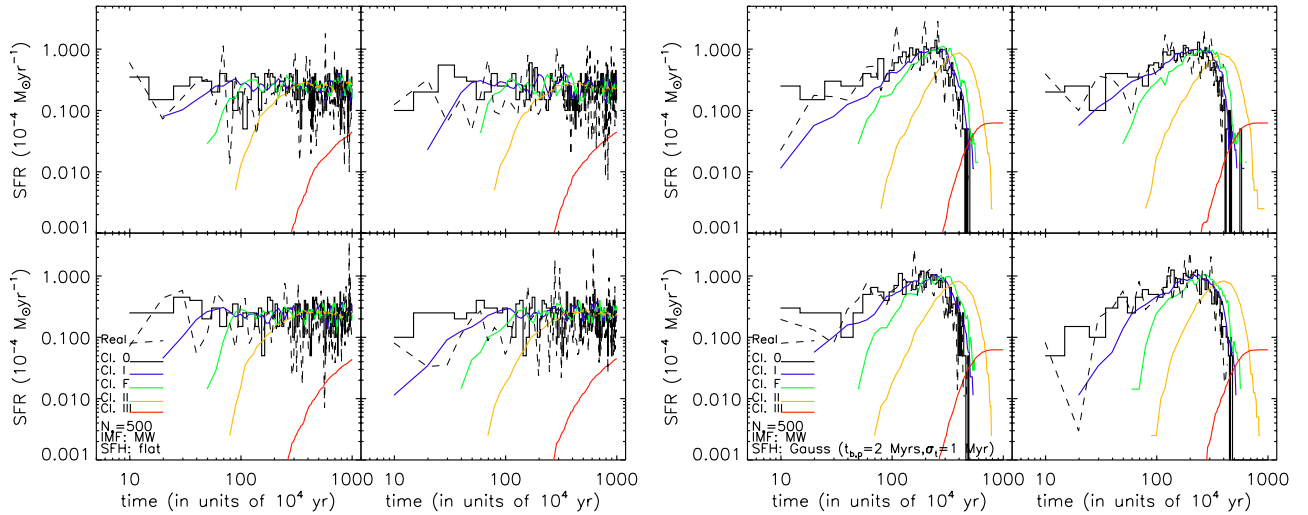 SFR (10⁻⁴ M⊙yr⁻¹)
1.000
0.100
0.010
0.001
SFR (10⁻⁴ M⊙yr⁻¹)
1.000
0.100
0.010
0.001
Real
Cl. 0
Cl. I
Cl. F
Cl. II
Cl. III
N*=500
IMF: MW
SFH: flat
10 100 1000
10 100 1000
time (in units of 10⁴ yr)
time (in units of 10⁴ yr)
SFR (10⁻⁴ M⊙yr⁻¹)
1.000
0.100
0.010
0.001
SFR (10⁻⁴ M⊙yr⁻¹)
1.000
0.100
0.010
0.001
Real
Cl. 0
Cl. I
Cl. F
Cl. II
Cl. III
N*=500
IMF: MW
SFH: Gauss (t_b,p=2 Myrs,σ_t=1 Myr)
10 100 1000
10 100 1000
time (in units of 10⁴ yr)
time (in units of 10⁴ yr)